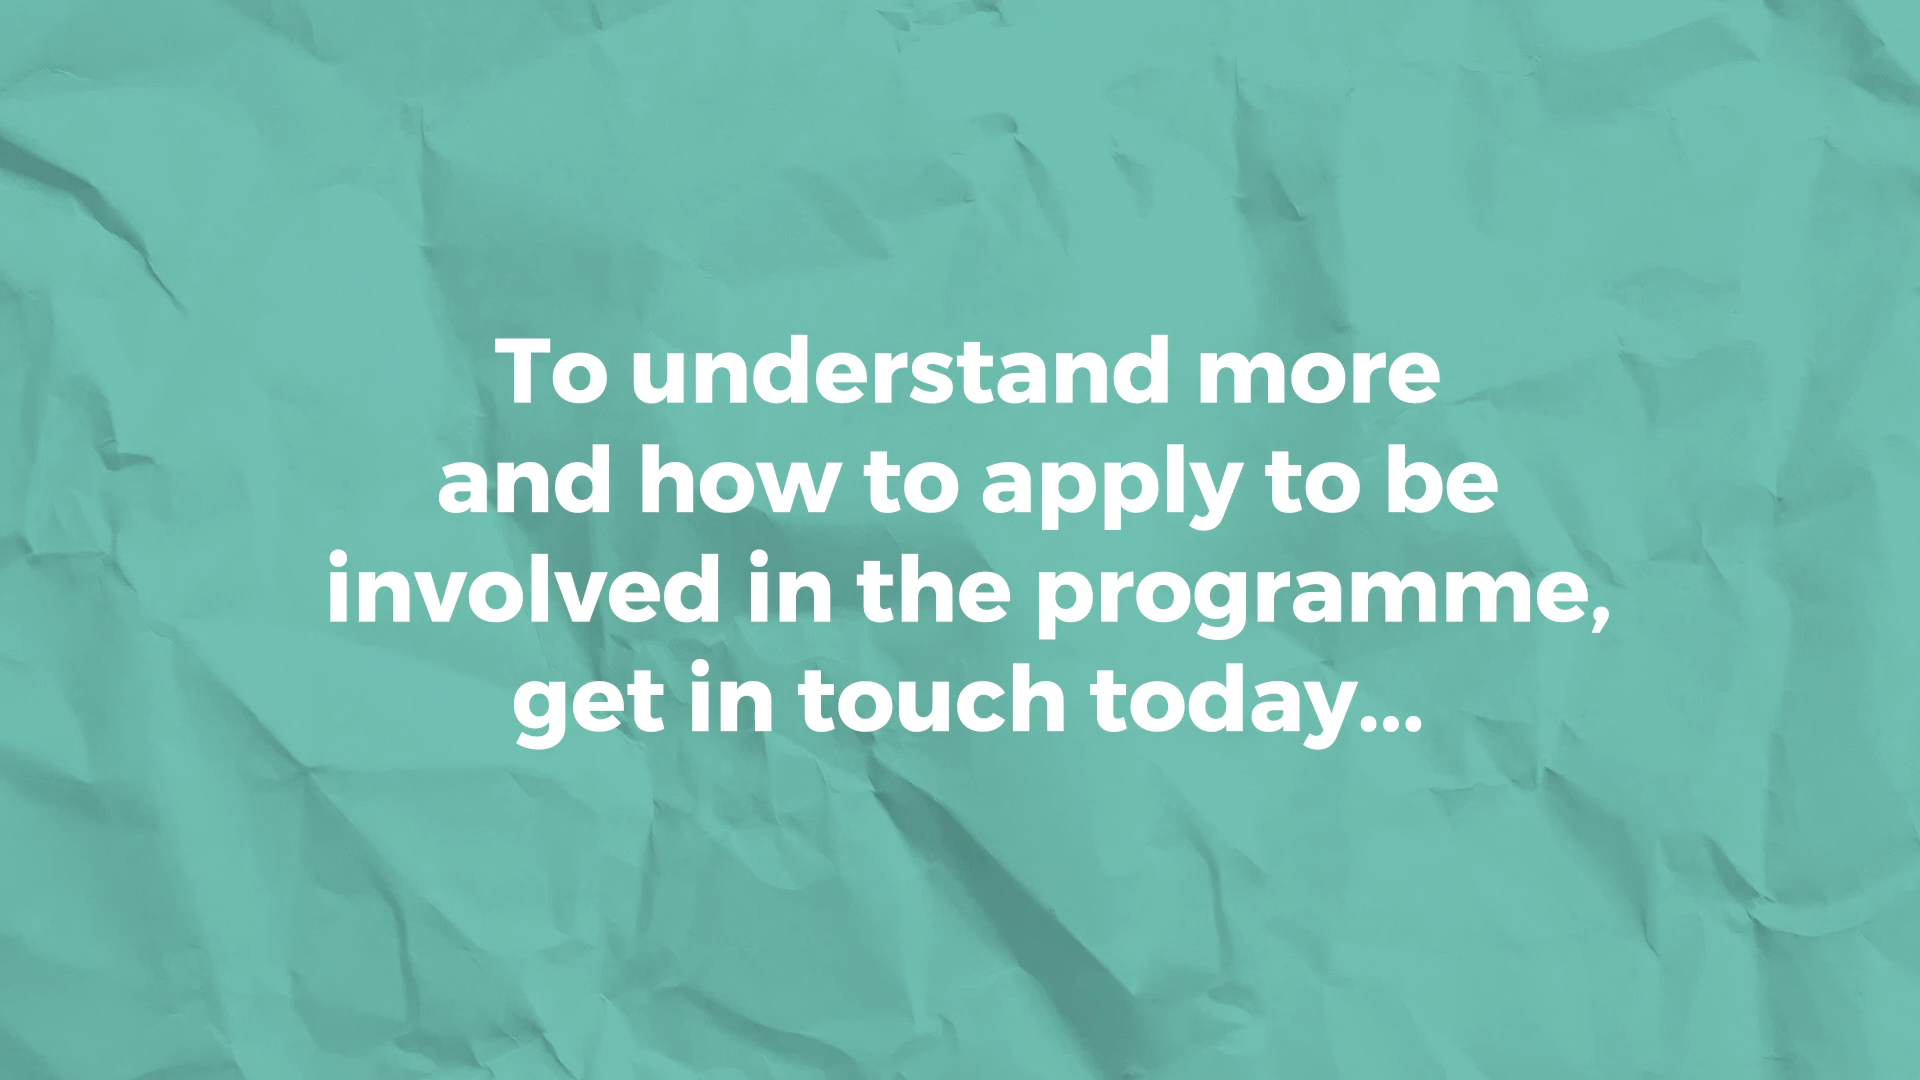 To understand more
and how to apply to be
involved in the programme,
get in touch today...